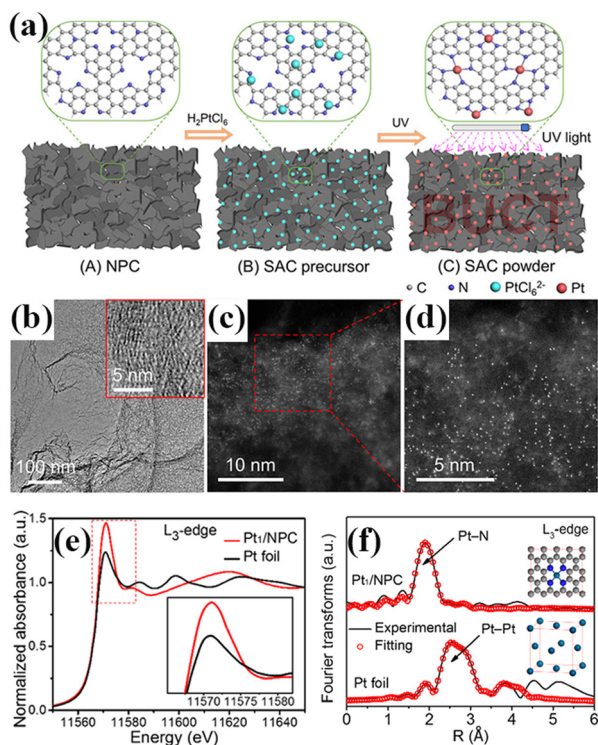 (a)
H₂PtCl₆
UV
UV light
BUCT
(A) NPC
(B) SAC precursor
(C) SAC powder
C N PtCl₆²⁻ Pt
(b)
5 nm
100 nm
(c)
10 nm
(d)
5 nm
(e)
L₃-edge
Pt₁/NPC
Pt foil
Normalized absorbance (a.u.)
1.5
1.0
0.5
0.0
11570 11575 11580
11560 11580 11600 11620 11640
Energy (eV)
(f)
L₃-edge
Pt–N
Pt₁/NPC
Experimental
Fitting
Pt–Pt
Pt foil
Fourier transforms (a.u.)
0 1 2 3 4 5 6
R (Å)